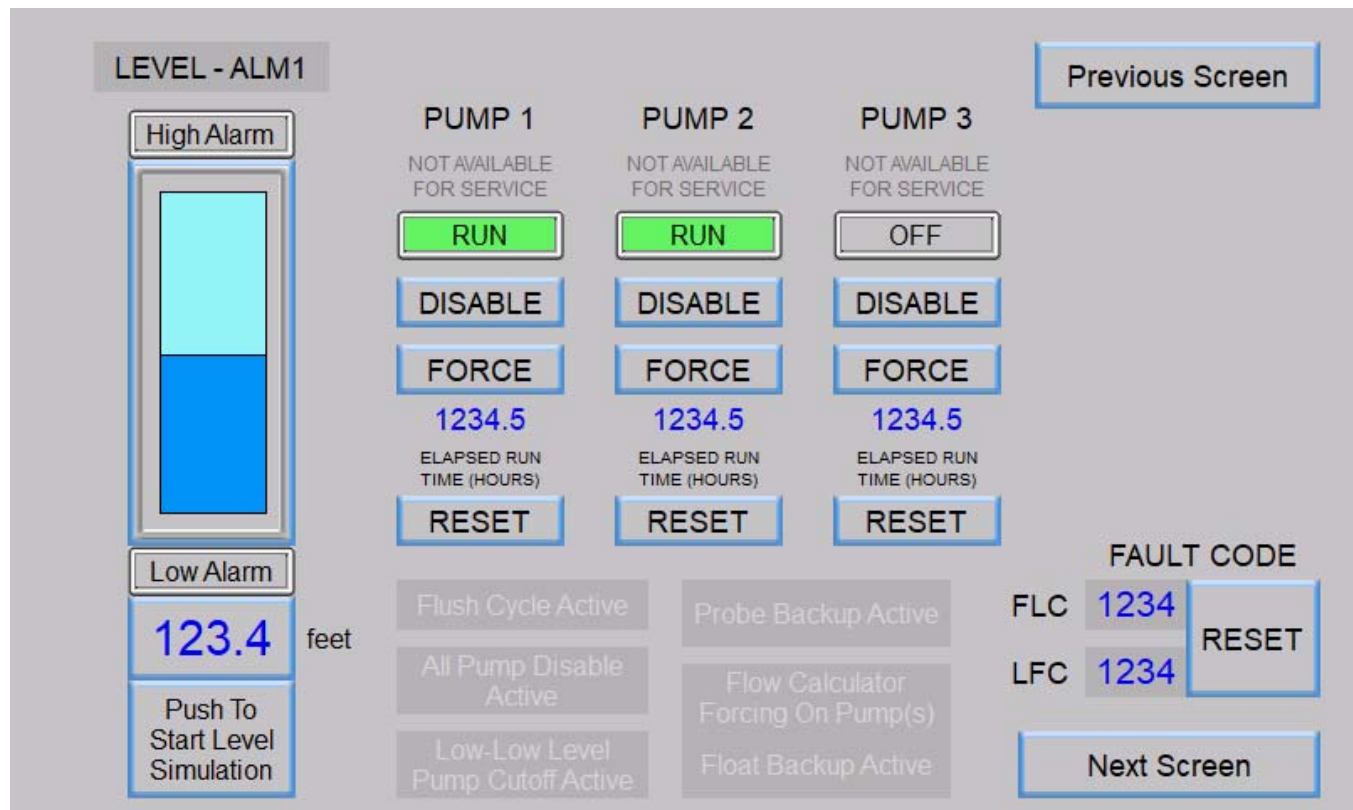 LEVEL - ALM1
Previous Screen
High Alarm
PUMP 1
PUMP 2
PUMP 3
NOT AVAILABLE
FOR SERVICE
NOT AVAILABLE
FOR SERVICE
NOT AVAILABLE
FOR SERVICE
RUN
RUN
OFF
DISABLE
DISABLE
DISABLE
FORCE
FORCE
FORCE
1234.5
1234.5
1234.5
ELAPSED RUN
TIME (HOURS)
ELAPSED RUN
TIME (HOURS)
ELAPSED RUN
TIME (HOURS)
RESET
RESET
RESET
Low Alarm
123.4 feet
Push To
Start Level
Simulation
Flush Cycle Active
All Pump Disable
Active
Low-Low Level
Pump Cutoff Active
Probe Backup Active
Flow Calculator
Forcing On Pump(s)
Float Backup Active
FAULT CODE
FLC 1234
LFC 1234
RESET
Next Screen